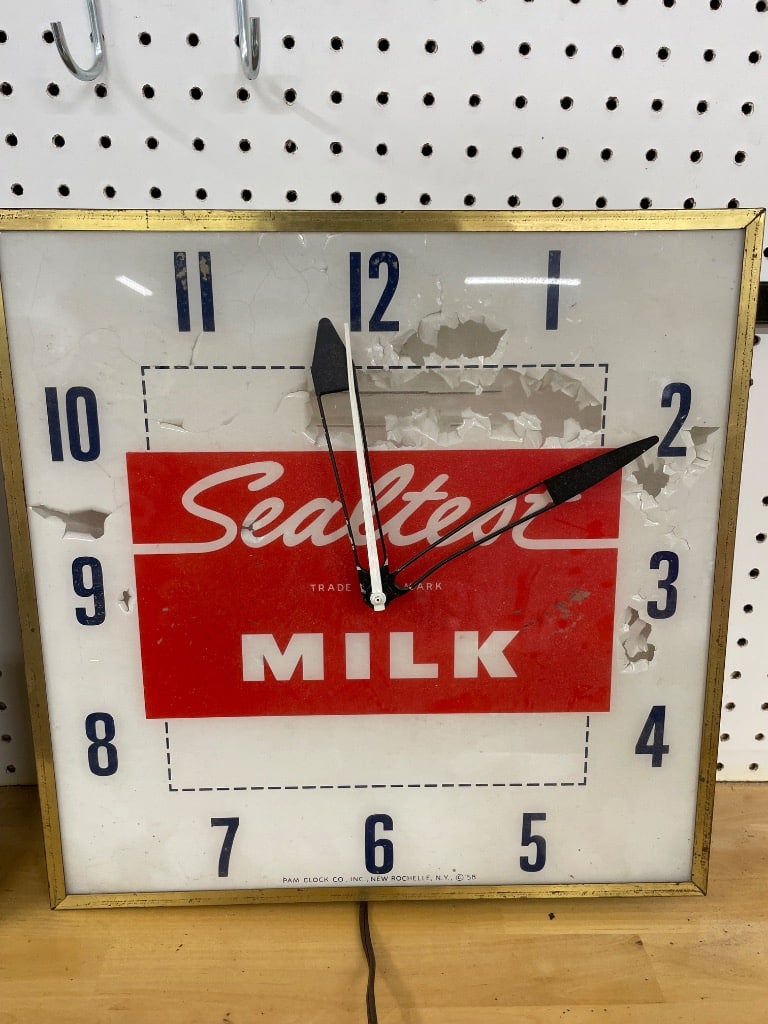 11 12 1
10 2
Sealtest
9 3
TRADE MARK
MILK
8 4
7 6 5
PAM CLOCK CO., INC., NEW ROCHELLE, N.Y., © '58